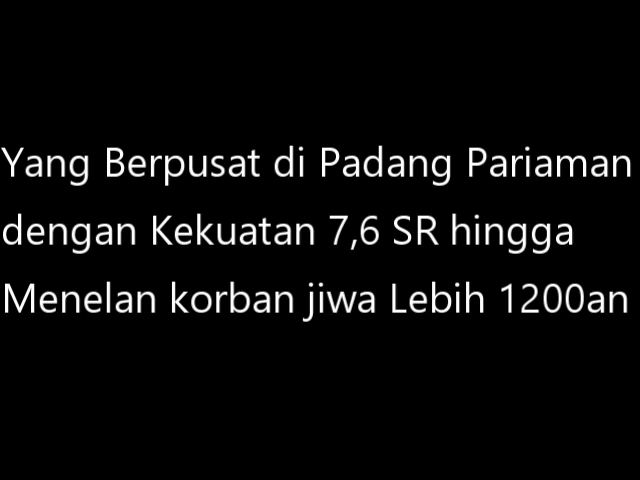 Yang Berpusat di Padang Pariaman
dengan Kekuatan 7,6 SR hingga
Menelan korban jiwa Lebih 1200an